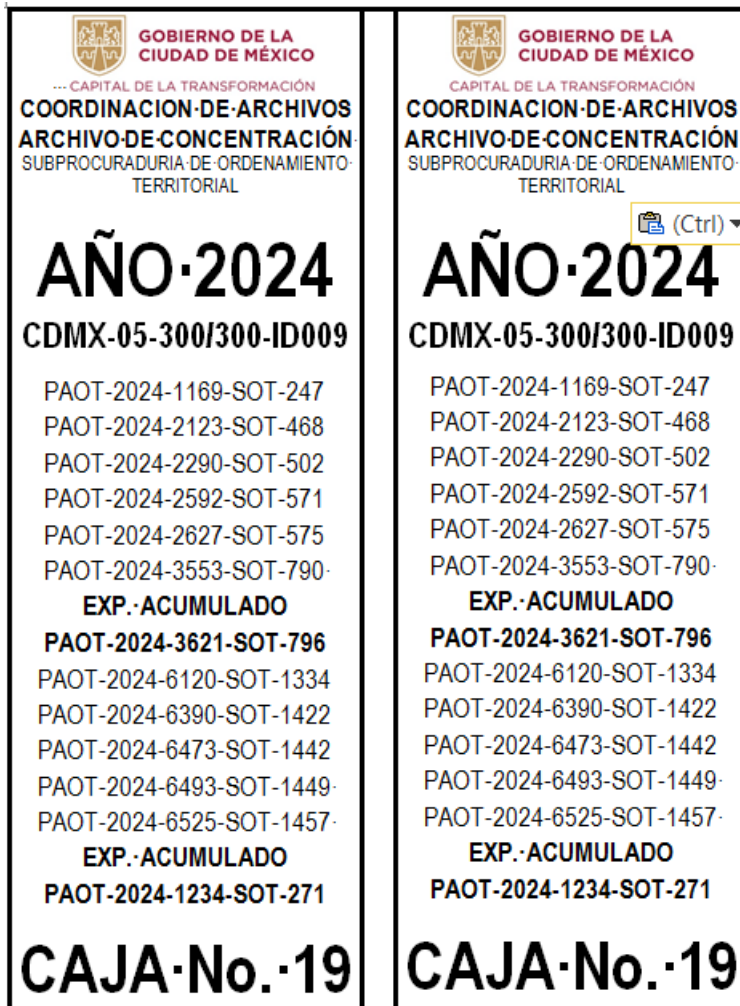 GOBIERNO DE LA
CIUDAD DE MÉXICO
--- CAPITAL DE LA TRANSFORMACIÓN
COORDINACION·DE·ARCHIVOS
ARCHIVO·DE·CONCENTRACIÓN·
SUBPROCURADURIA·DE·ORDENAMIENTO·
TERRITORIAL
AÑO·2024
CDMX-05-300/300-ID009
PAOT-2024-1169-SOT-247
PAOT-2024-2123-SOT-468
PAOT-2024-2290-SOT-502
PAOT-2024-2592-SOT-571
PAOT-2024-2627-SOT-575
PAOT-2024-3553-SOT-790·
EXP.·ACUMULADO
PAOT-2024-3621-SOT-796
PAOT-2024-6120-SOT-1334
PAOT-2024-6390-SOT-1422
PAOT-2024-6473-SOT-1442
PAOT-2024-6493-SOT-1449·
PAOT-2024-6525-SOT-1457·
EXP.·ACUMULADO
PAOT-2024-1234-SOT-271
CAJA·No.·19
GOBIERNO DE LA
CIUDAD DE MÉXICO
CAPITAL DE LA TRANSFORMACIÓN
COORDINACION·DE·ARCHIVOS
ARCHIVO·DE·CONCENTRACIÓN
SUBPROCURADURIA·DE·ORDENAMIENTO·
TERRITORIAL
(Ctrl)
AÑO·2024
CDMX-05-300/300-ID009
PAOT-2024-1169-SOT-247
PAOT-2024-2123-SOT-468
PAOT-2024-2290-SOT-502
PAOT-2024-2592-SOT-571
PAOT-2024-2627-SOT-575
PAOT-2024-3553-SOT-790·
EXP.·ACUMULADO
PAOT-2024-3621-SOT-796
PAOT-2024-6120-SOT-1334
PAOT-2024-6390-SOT-1422
PAOT-2024-6473-SOT-1442
PAOT-2024-6493-SOT-1449·
PAOT-2024-6525-SOT-1457·
EXP.·ACUMULADO
PAOT-2024-1234-SOT-271
CAJA·No.·19